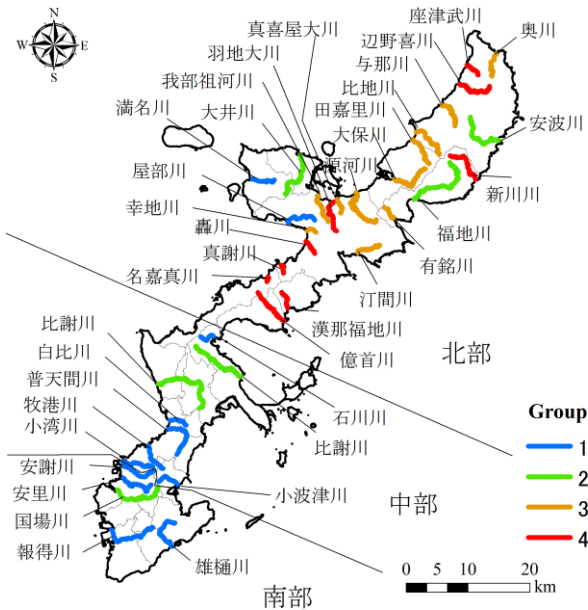 N
W
E
S
真喜屋大川
羽地大川
我部祖河川
大井川
満名川
屋部川
幸地川
轟川
真謝川
名嘉真川
座津武川
辺野喜川
与那川
比地川
田嘉里川
大保川
源河川
奥川
安波川
新川川
福地川
有銘川
汀間川
漢那福地川
億首川
北部
比謝川
白比川
普天間川
牧港川
小湾川
安謝川
安里川
国場川
報得川
石川川
比謝川
中部
小波津川
雄樋川
南部
Group
1
2
3
4
0
10
20
km